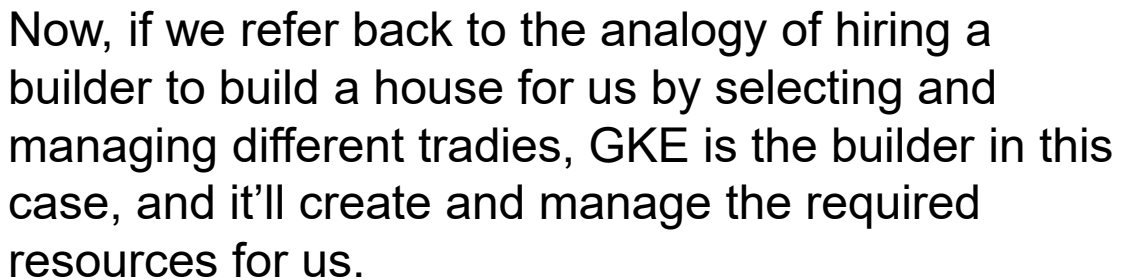 Now, if we refer back to the analogy of hiring a
builder to build a house for us by selecting and
managing different tradies, GKE is the builder in this
case, and it’ll create and manage the required
resources for us.